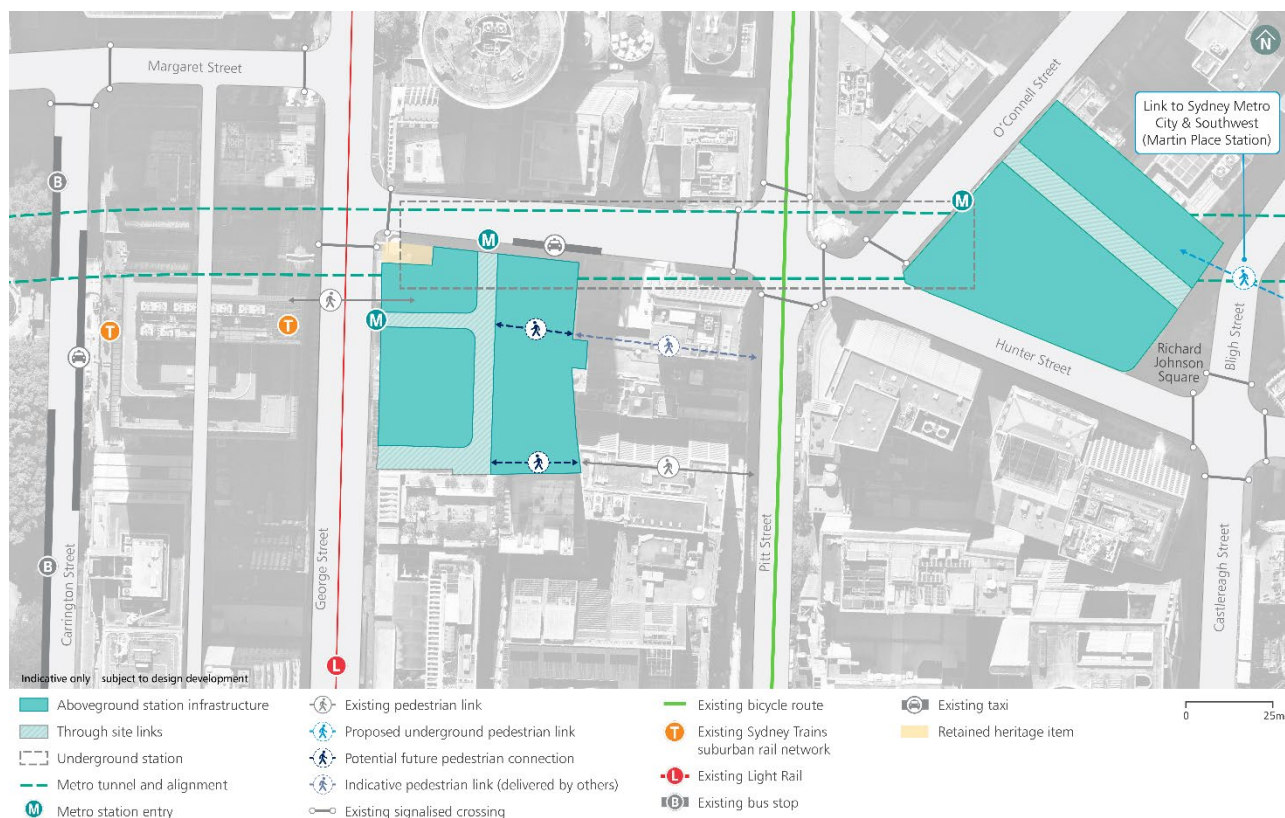 N
Margaret Street
O'Connell Street
Link to Sydney Metro
City & Southwest
(Martin Place Station)
B
M
M
T
T
M
Hunter Street
Richard
Johnson
Square
Bligh Street
George Street
Pitt Street
Carrington Street
B
Castlereagh Street
L
Indicative only subject to design development
Aboveground station infrastructure
Through site links
Underground station
Metro tunnel and alignment
M Metro station entry
Existing pedestrian link
Proposed underground pedestrian link
Potential future pedestrian connection
Indicative pedestrian link (delivered by others)
Existing signalised crossing
Existing bicycle route
T Existing Sydney Trains
suburban rail network
L Existing Light Rail
B Existing bus stop
Existing taxi
Retained heritage item
0 25m